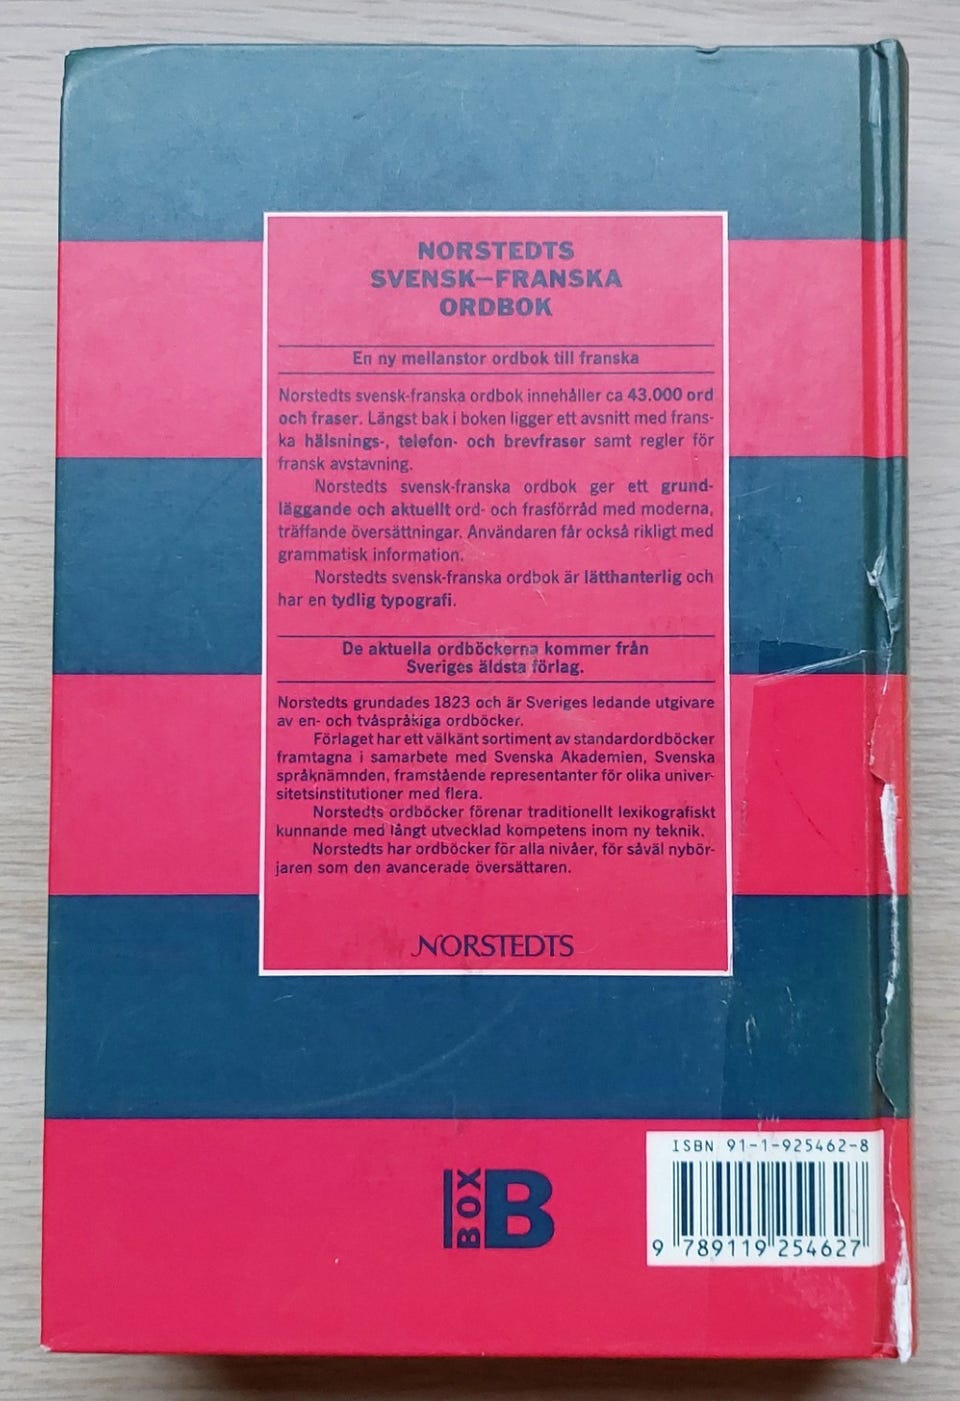 NORSTEDTS
SVENSK–FRANSKA
ORDBOK
En ny mellanstor ordbok till franska
Norstedts svensk-franska ordbok innehåller ca 43.000 ord
och fraser. Längst bak i boken ligger ett avsnitt med frans-
ka hälsnings-, telefon- och brevfraser samt regler för
fransk avstavning.
Norstedts svensk-franska ordbok ger ett grund-
läggande och aktuellt ord- och frasförråd med moderna,
träffande översättningar. Användaren får också rikligt med
grammatisk information.
Norstedts svensk-franska ordbok är lätthanterlig och
har en tydlig typografi.
De aktuella ordböckerna kommer från
Sveriges äldsta förlag.
Norstedts grundades 1823 och är Sveriges ledande utgivare
av en- och tvåspråkiga ordböcker.
Förlaget har ett välkänt sortiment av standardordböcker
framtagna i samarbete med Svenska Akademien, Svenska
språknämnden, framstående representanter för olika univer-
sitetsinstitutioner med flera.
Norstedts ordböcker förenar traditionellt lexikografiskt
kunnande med långt utvecklad kompetens inom ny teknik.
Norstedts har ordböcker för alla nivåer, för såväl nybör-
jaren som den avancerade översättaren.
NORSTEDTS
BOX B
ISBN 91-1-925462-8
9 789119 254627